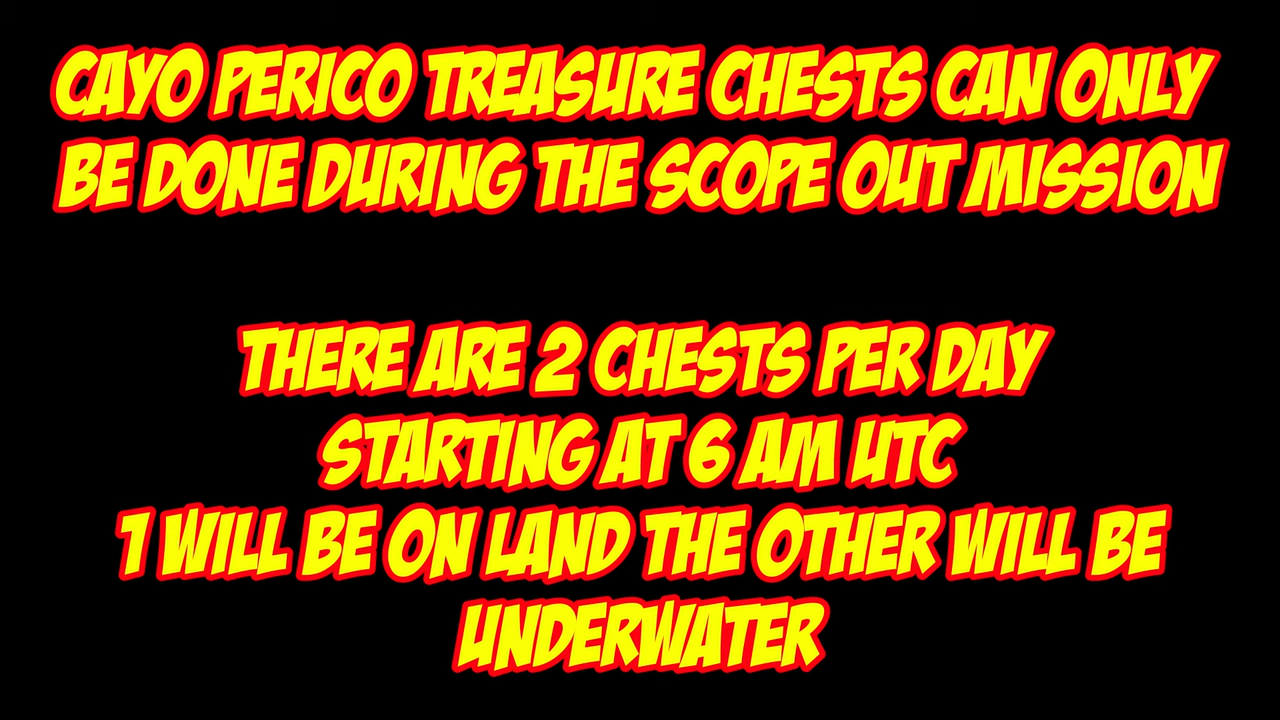 CAYO PERICO TREASURE CHESTS CAN ONLY
BE DONE DURING THE SCOPE OUT MISSION
THERE ARE 2 CHESTS PER DAY
STARTING AT 6 AM UTC
1 WILL BE ON LAND THE OTHER WILL BE
UNDERWATER